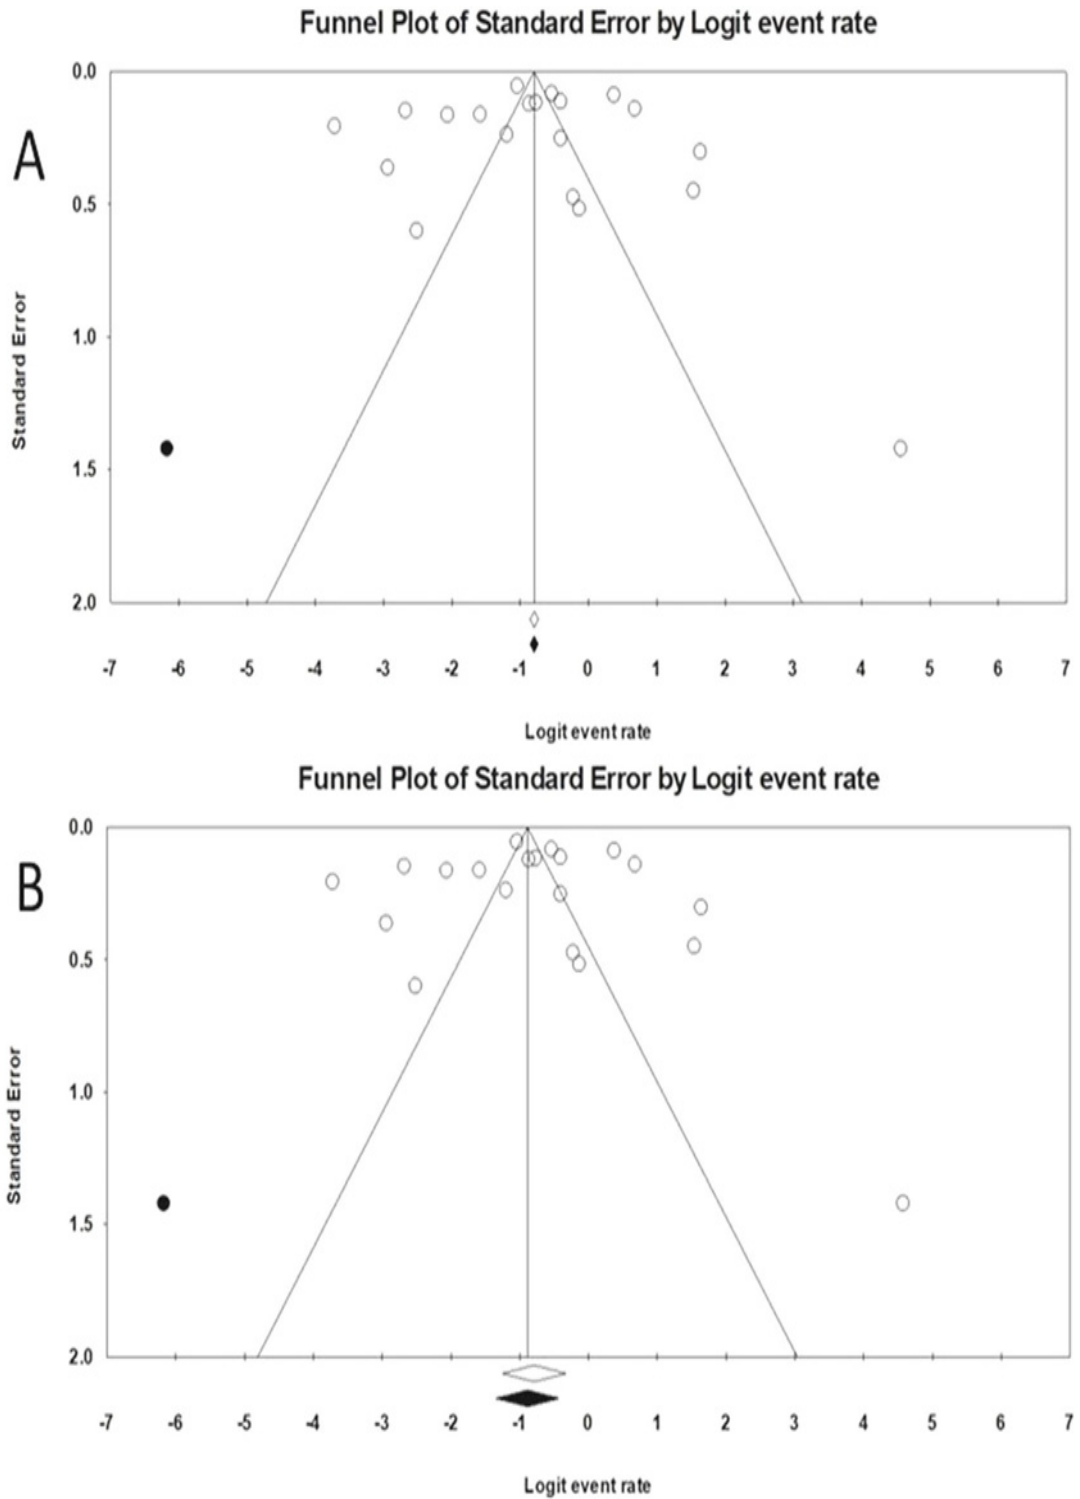 Funnel Plot of Standard Error by Logit event rate
A
0.0
0.5
1.0
1.5
2.0
Standard Error
-7 -6 -5 -4 -3 -2 -1 0 1 2 3 4 5 6 7
Logit event rate
Funnel Plot of Standard Error by Logit event rate
B
0.0
0.5
1.0
1.5
2.0
Standard Error
-7 -6 -5 -4 -3 -2 -1 0 1 2 3 4 5 6 7
Logit event rate